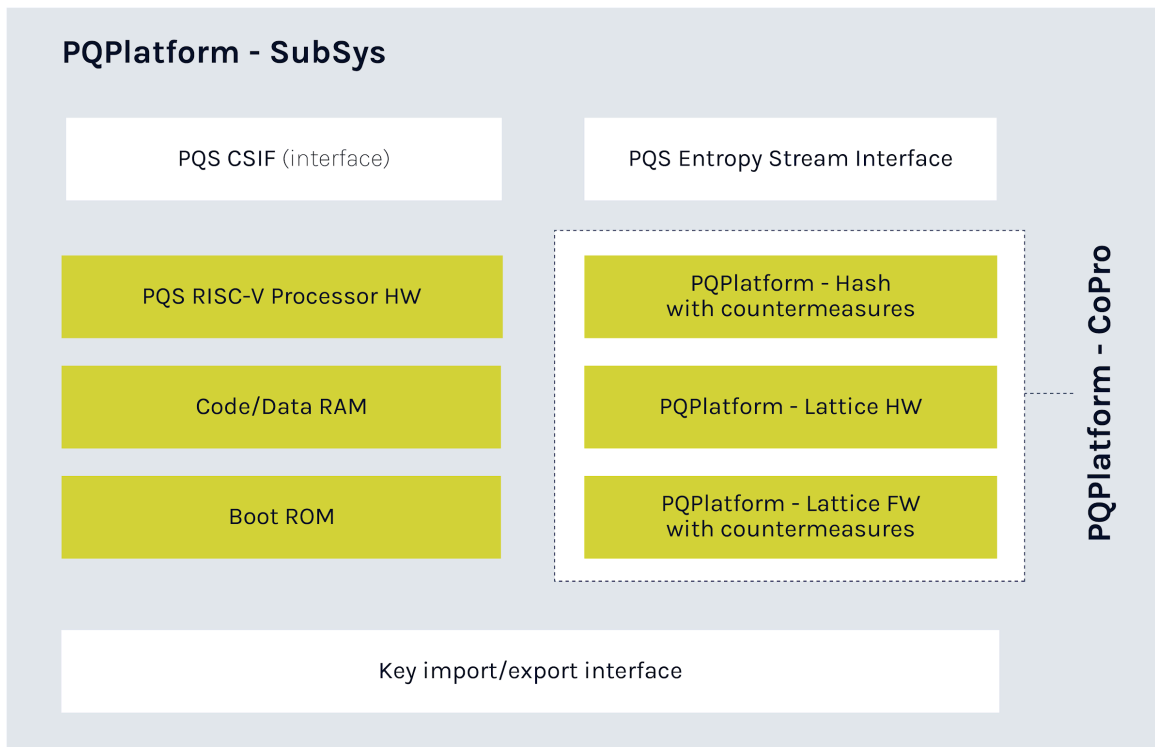 PQPlatform - SubSys
PQS CSIF (interface)
PQS Entropy Stream Interface
PQS RISC-V Processor HW
PQPlatform - Hash
with countermeasures
Code/Data RAM
PQPlatform - Lattice HW
Boot ROM
PQPlatform - Lattice FW
with countermeasures
PQPlatform - CoPro
Key import/export interface